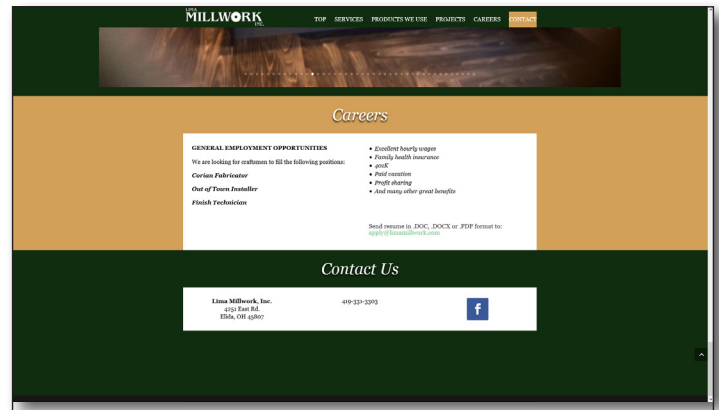 LIMA
MILLWORK
INC.
TOP SERVICES PRODUCTS WE USE PROJECTS CAREERS CONTACT
Careers
GENERAL EMPLOYMENT OPPORTUNITIES
We are looking for craftsmen to fill the following positions:
Corian Fabricator
Out of Town Installer
Finish Technician
• Excellent hourly wages
• Family health insurance
• 401K
• Paid vacation
• Profit sharing
• And many other great benefits
Send resume in .DOC, .DOCX or .PDF format to:
apply@limamillwork.com
Contact Us
Lima Millwork, Inc.
4251 East Rd.
Elida, OH 45807
419-331-3303
f